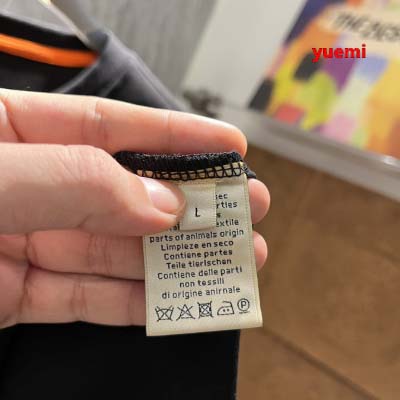 yuemi
L
parts of animals origin
Limpieza en seco
Contiene partes
Teile tierischen
Contiene delle parti
non tessili
di origine animale
P